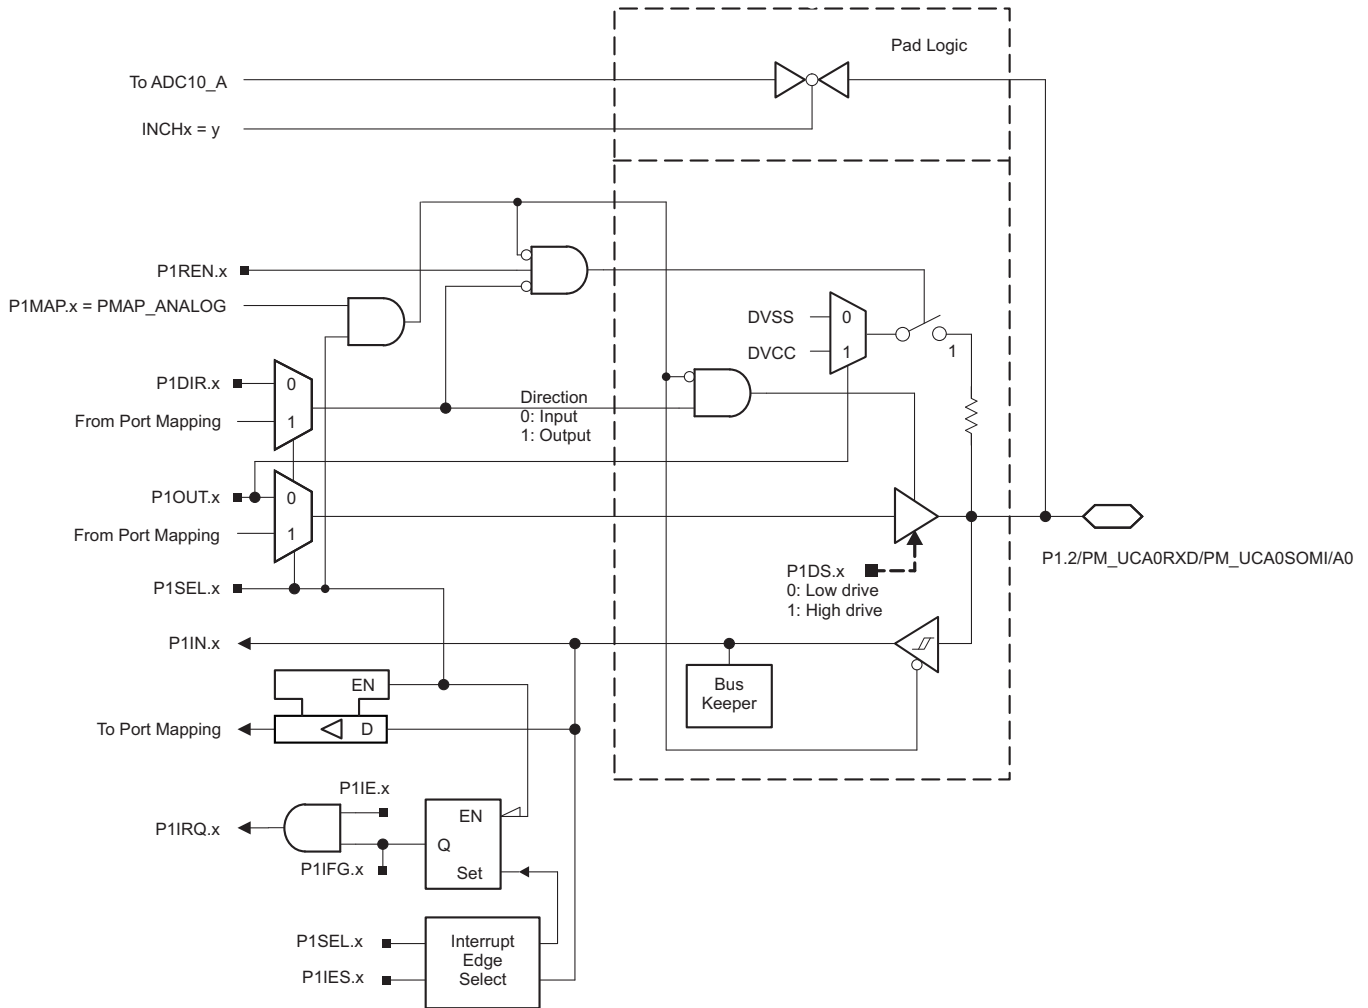 Pad Logic
To ADC10_A
INCHx = y
P1REN.x
P1MAP.x = PMAP_ANALOG
DVSS
0
DVCC
1
1
P1DIR.x
0
From Port Mapping
1
Direction
0: Input
1: Output
P1OUT.x
0
From Port Mapping
1
P1SEL.x
P1DS.x
0: Low drive
1: High drive
P1.2/PM_UCA0RXD/PM_UCA0SOMI/A0
P1IN.x
Bus
Keeper
EN
To Port Mapping
D
P1IE.x
P1IRQ.x
EN
Q
P1IFG.x
Set
P1SEL.x
P1IES.x
Interrupt
Edge
Select